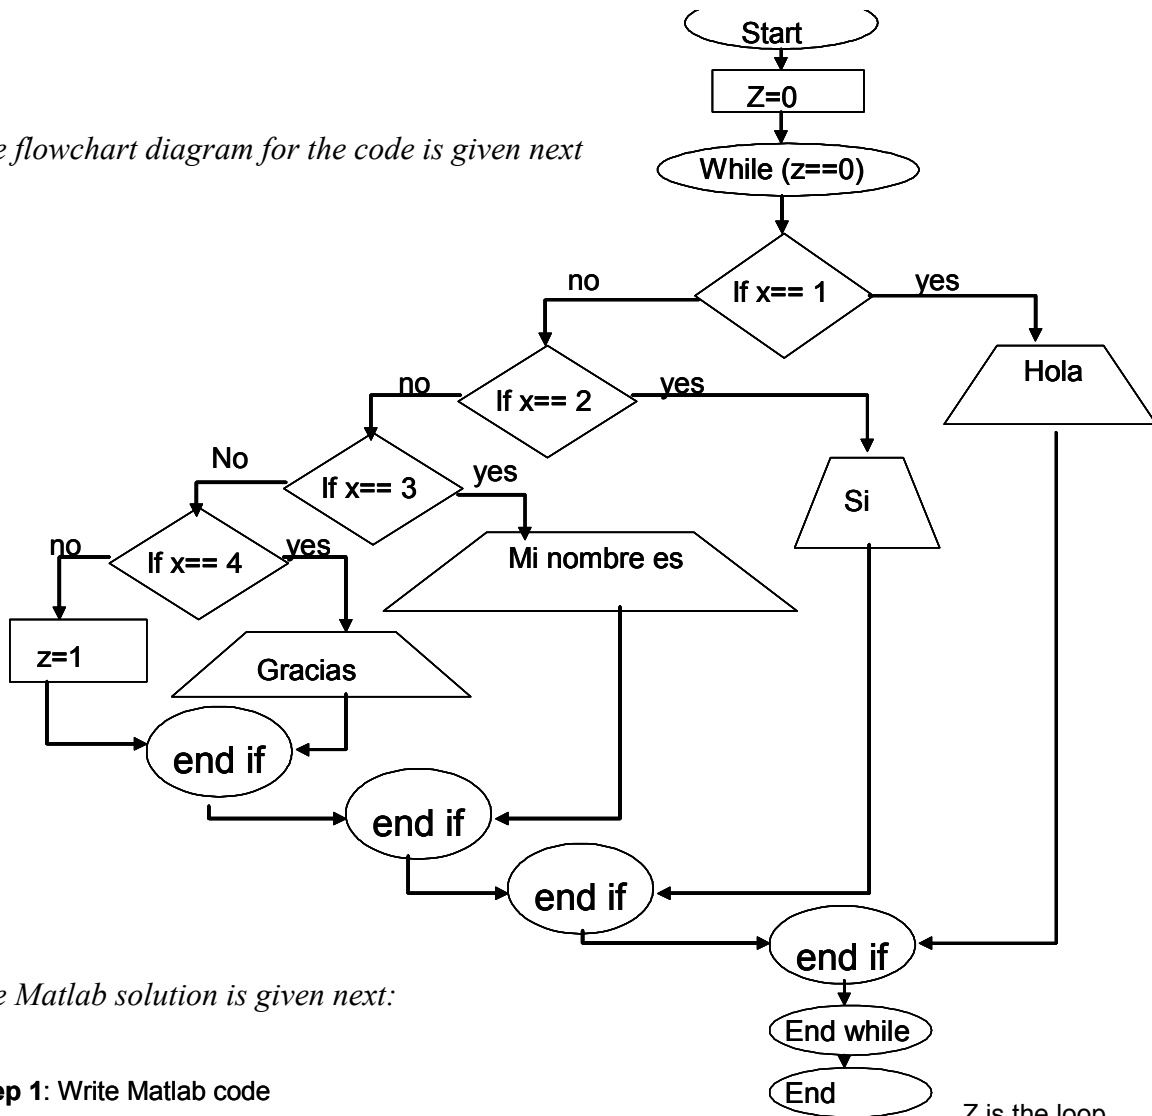 Start
Z=0
e flowchart diagram for the code is given next
While (z==0)
If x== 1
no
yes
Hola
If x== 2
no
yes
Si
If x== 3
No
yes
Mi nombre es
If x== 4
no
yes
z=1
Gracias
end if
end if
end if
end if
e Matlab solution is given next:
End while
End
ep 1: Write Matlab code
Z is the loop